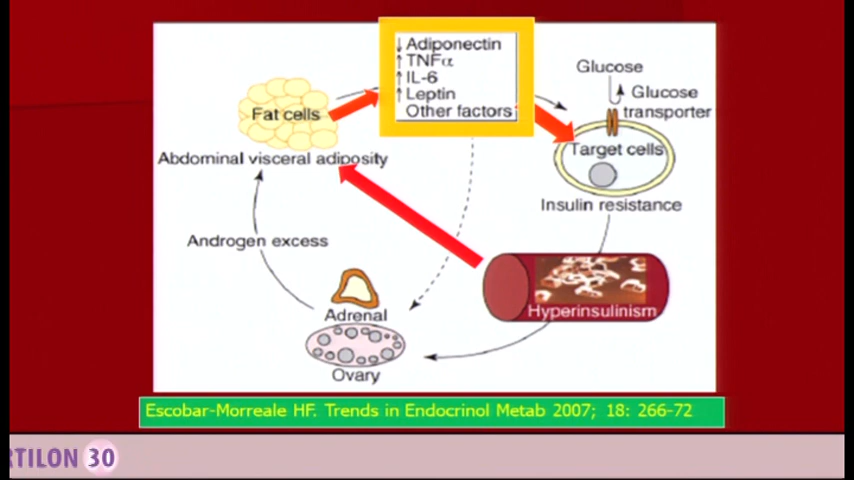 ↓ Adiponectin
↑ TNFα
↑ IL-6
↑ Leptin
Other factors
Fat cells
Abdominal visceral adiposity
Glucose
Glucose
transporter
Target cells
Insulin resistance
Androgen excess
Hyperinsulinism
Adrenal
Ovary
Escobar-Morreale HF. Trends in Endocrinol Metab 2007; 18: 266-72
RTILON 30